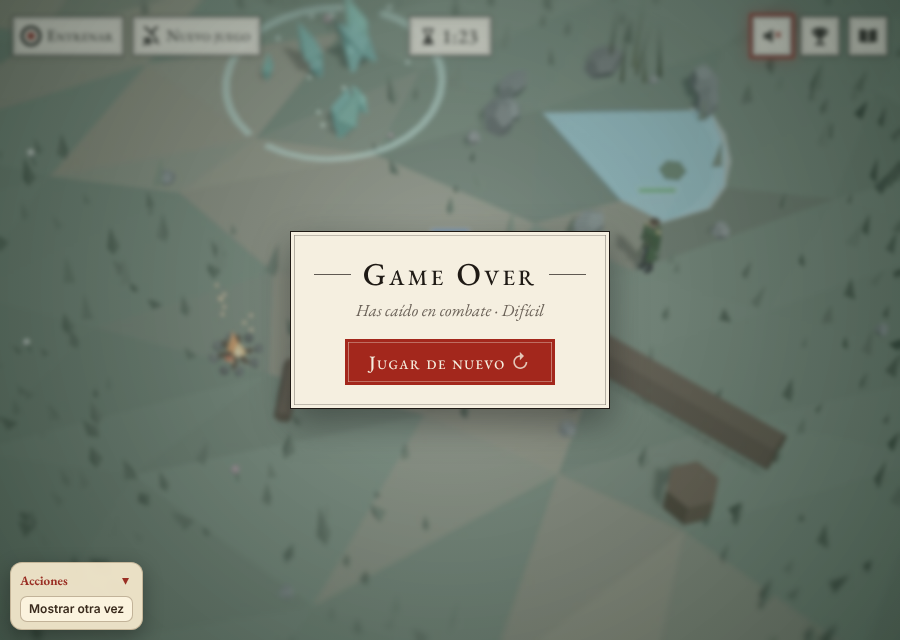 Entrenar
Nuevo juego
1:23
Game Over
Has caído en combate · Difícil
Jugar de nuevo
Acciones
Mostrar otra vez